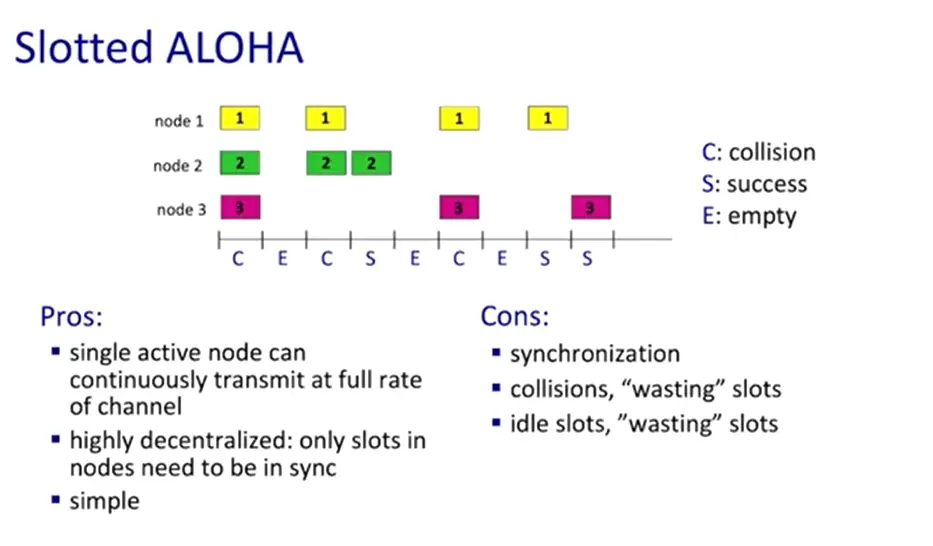 Slotted ALOHA
node 1 1 1 1 1
node 2 2 2 2
node 3 3 3 3
C E C S E C E S S
C: collision
S: success
E: empty
Pros:
▪ single active node can
continuously transmit at full rate
of channel
▪ highly decentralized: only slots in
nodes need to be in sync
▪ simple
Cons:
▪ synchronization
▪ collisions, “wasting” slots
▪ idle slots, ”wasting” slots